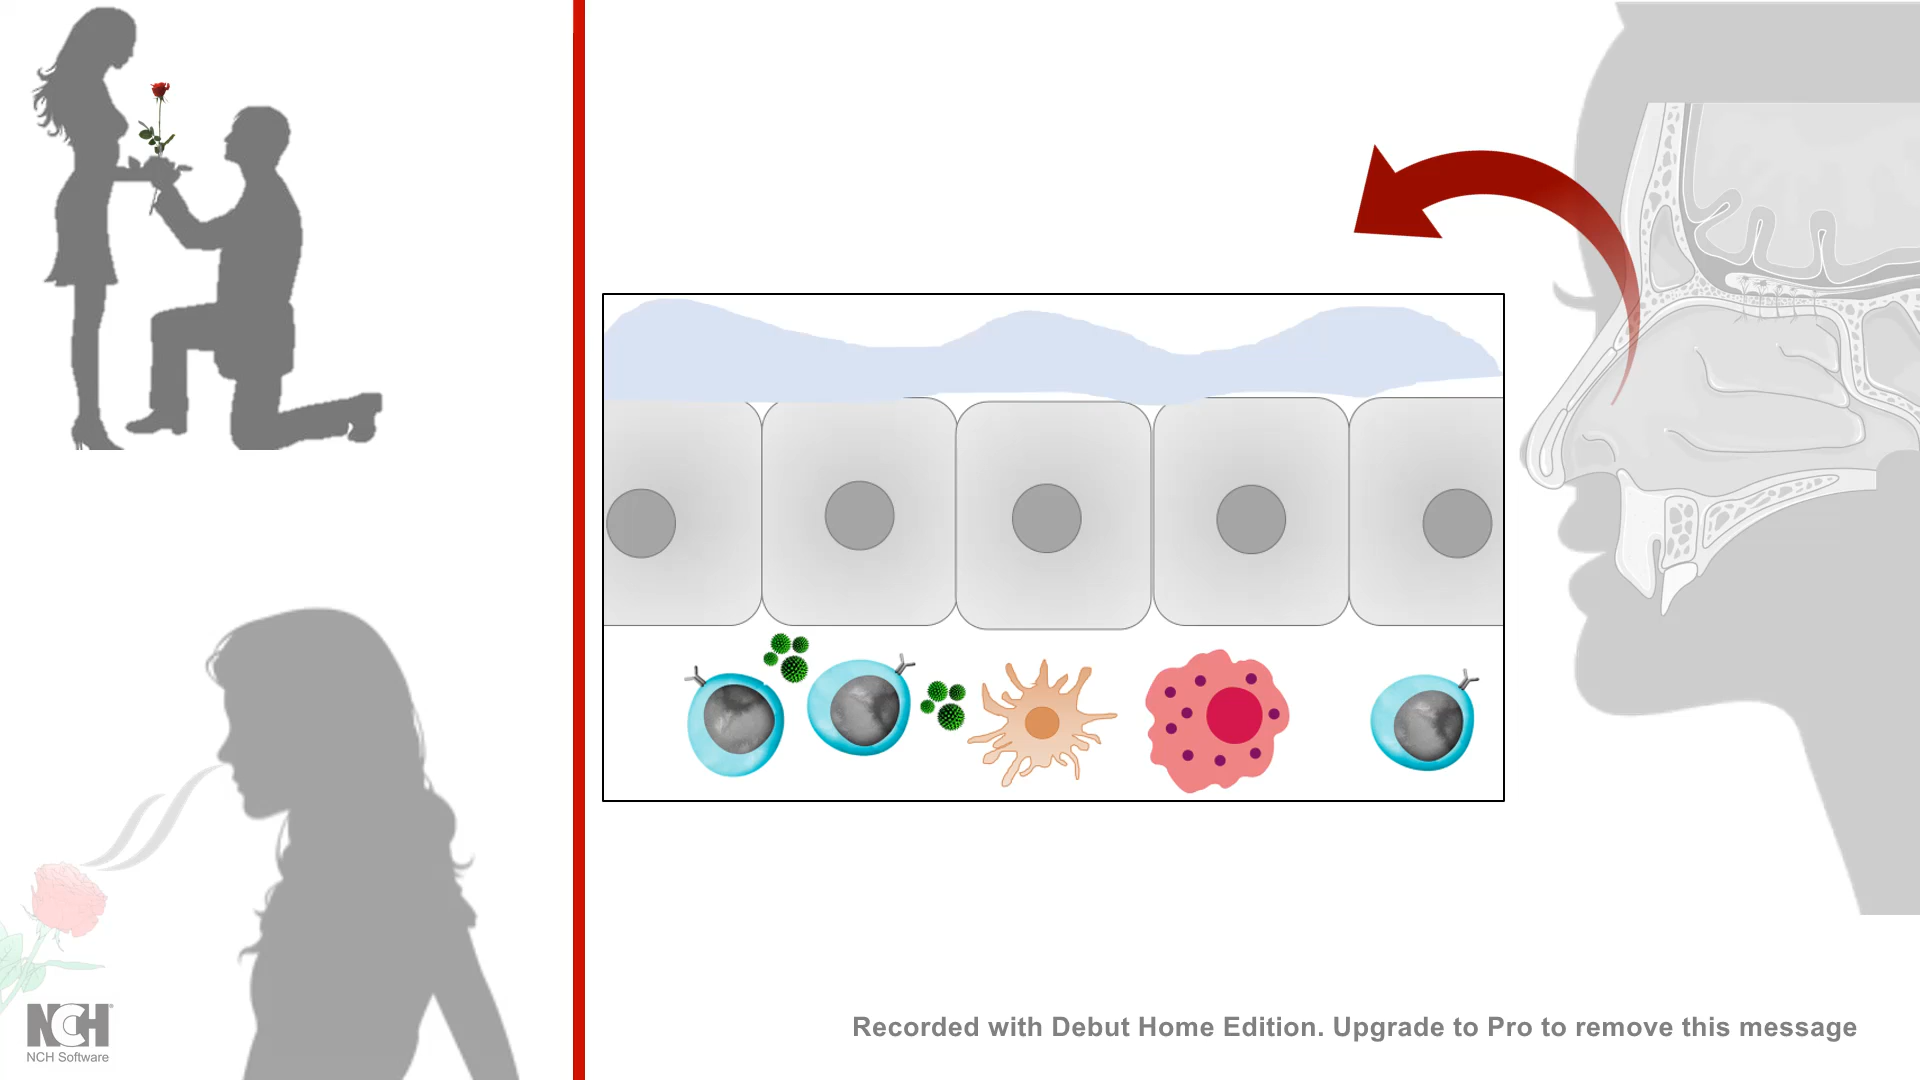 NCH
NCH Software
Recorded with Debut Home Edition. Upgrade to Pro to remove this message